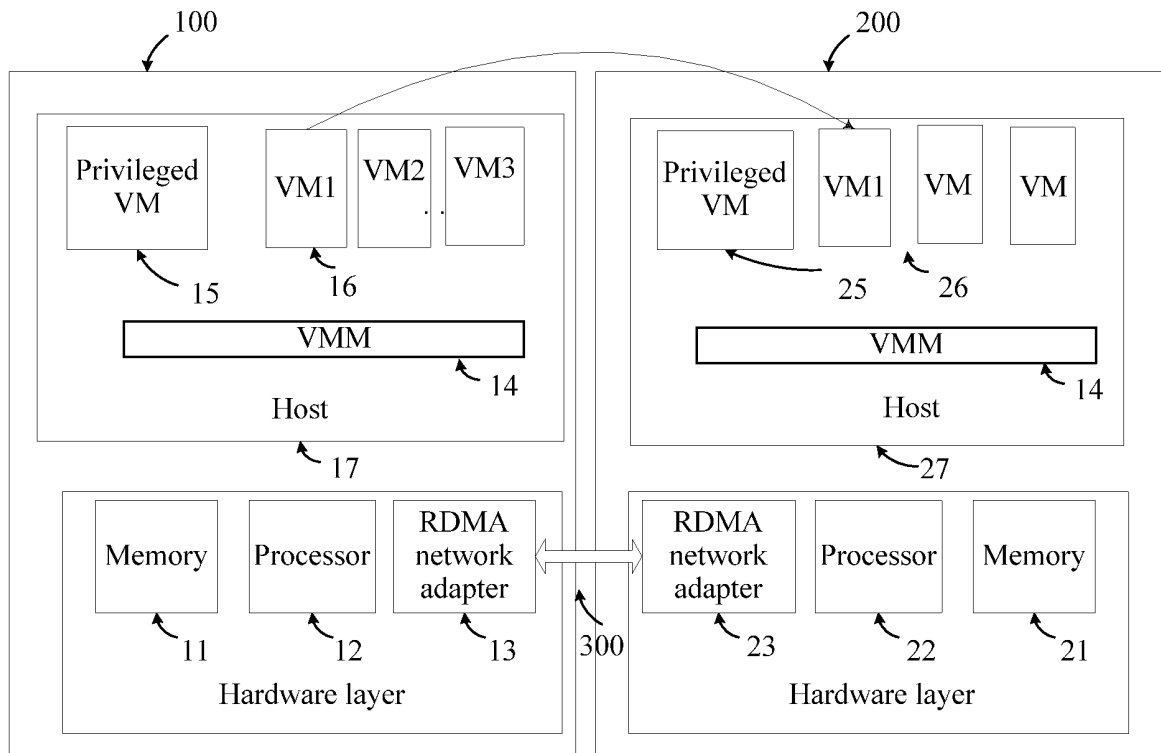 100
200
Privileged
VM
VM1
VM2
VM3
. .
Privileged
VM
VM1
VM
VM
15
16
25
26
VMM
VMM
14
14
Host
Host
17
27
Memory
Processor
RDMA
network
adapter
RDMA
network
adapter
Processor
Memory
11
12
13
300
23
22
21
Hardware layer
Hardware layer